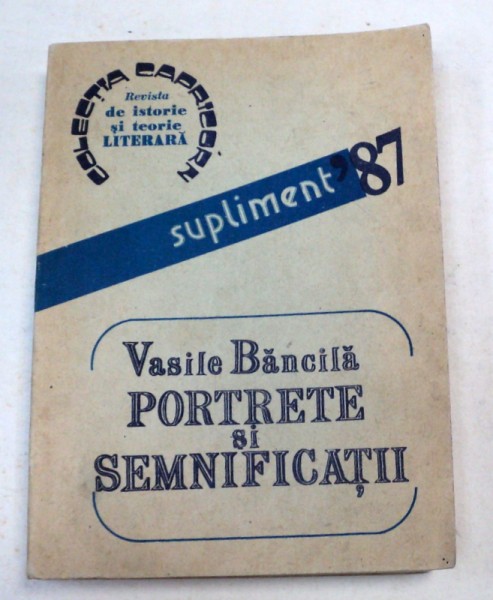 COLECȚIA CAPRICORN
Revista
de istorie
și teorie
LITERARĂ
supliment '87
Vasile Băncilă
PORTRETE
și
SEMNIFICAȚII